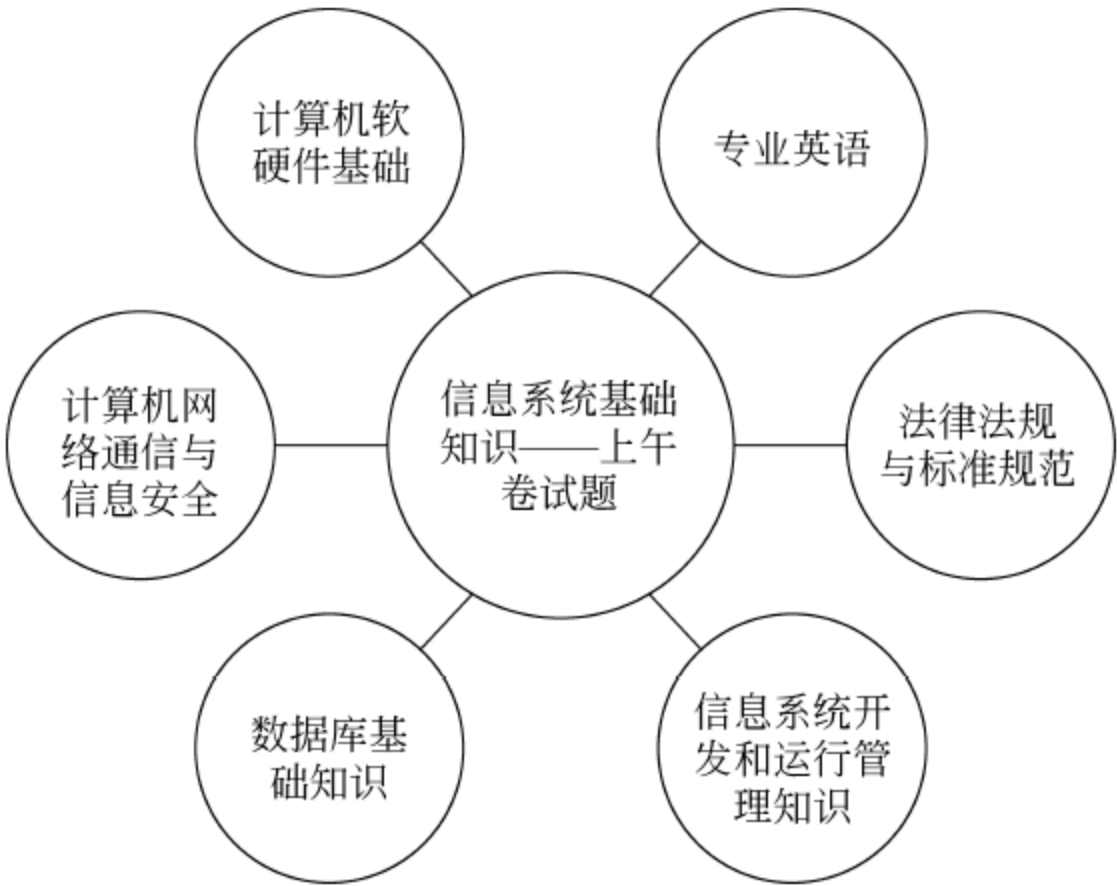 计算机软
硬件基础
专业英语
计算机网
络通信与
信息安全
信息系统基础
知识——上午
卷试题
法律法规
与标准规范
数据库基
础知识
信息系统开
发和运行管
理知识